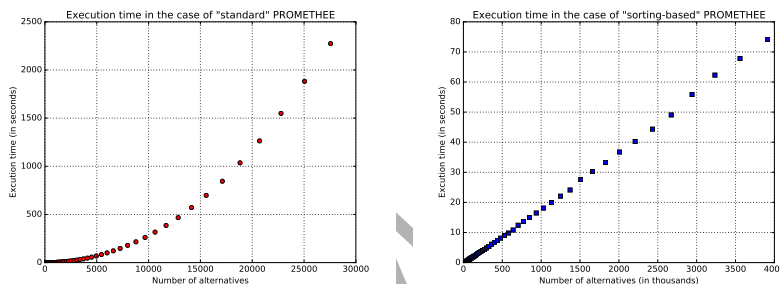 Execution time in the case of "standard" PROMETHEE
2500
2000
1500
1000
500
0
Execution time (in seconds)
0 5000 10000 15000 20000 25000 30000
Number of alternatives
Execution time in the case of "sorting-based" PROMETHEE
80
70
60
50
40
30
20
10
0
Excution time (in seconds)
0 500 1000 1500 2000 2500 3000 3500 400
Number of alternatives (in thousands)